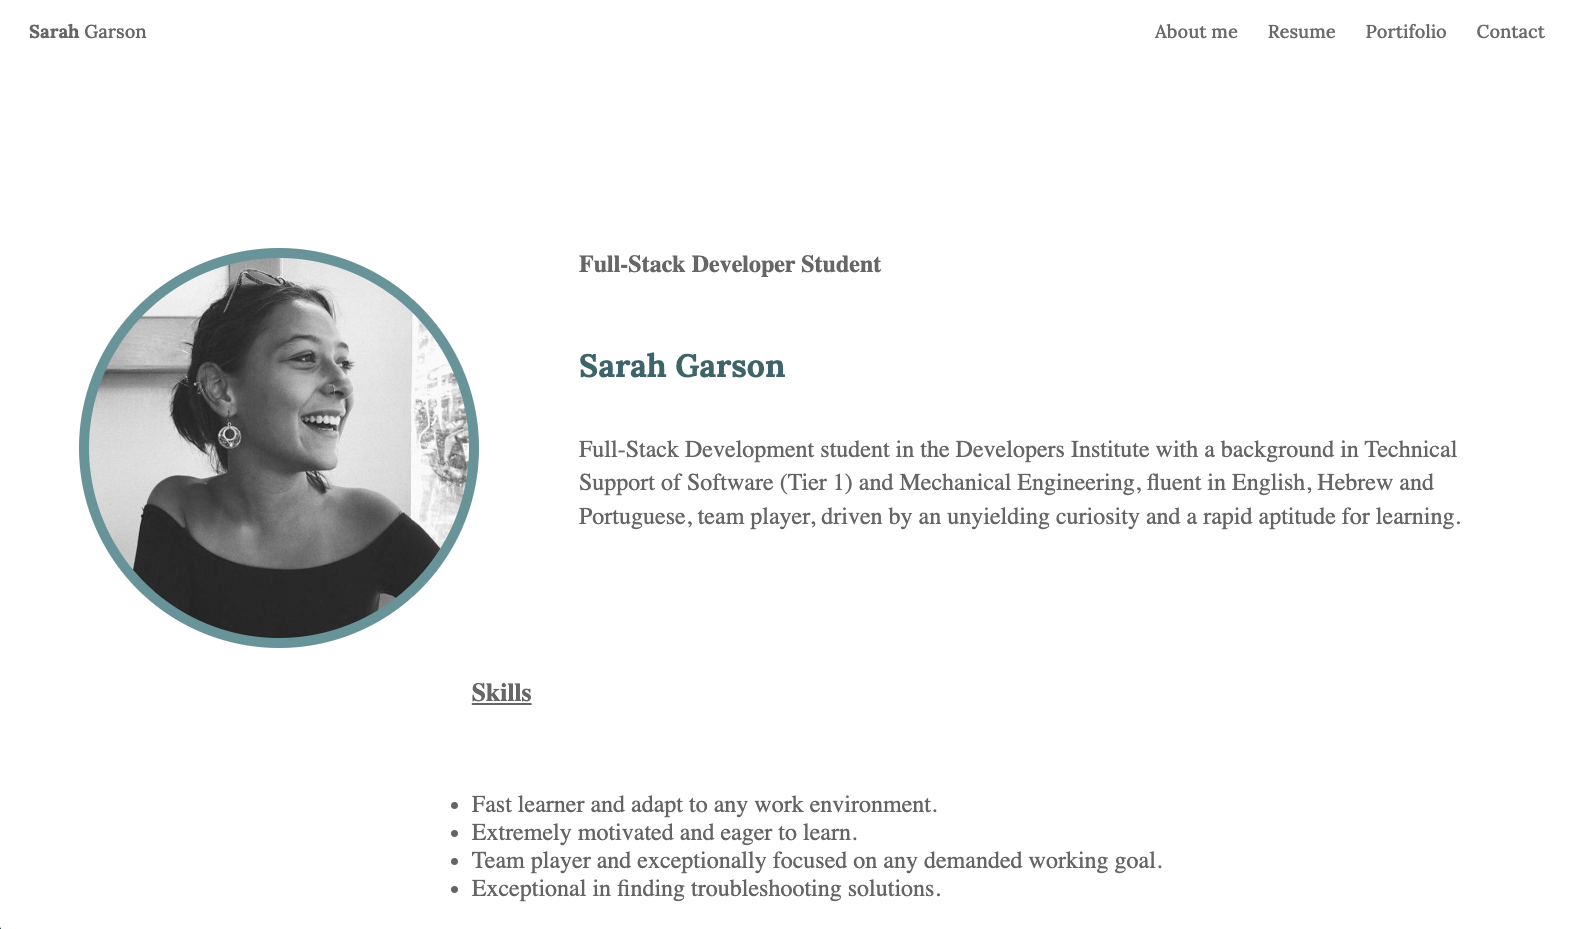 Sarah Garson
About me Resume Portifolio Contact
Full-Stack Developer Student
Sarah Garson
Full-Stack Development student in the Developers Institute with a background in Technical
Support of Software (Tier 1) and Mechanical Engineering, fluent in English, Hebrew and
Portuguese, team player, driven by an unyielding curiosity and a rapid aptitude for learning.
Skills
• Fast learner and adapt to any work environment.
• Extremely motivated and eager to learn.
• Team player and exceptionally focused on any demanded working goal.
• Exceptional in finding troubleshooting solutions.